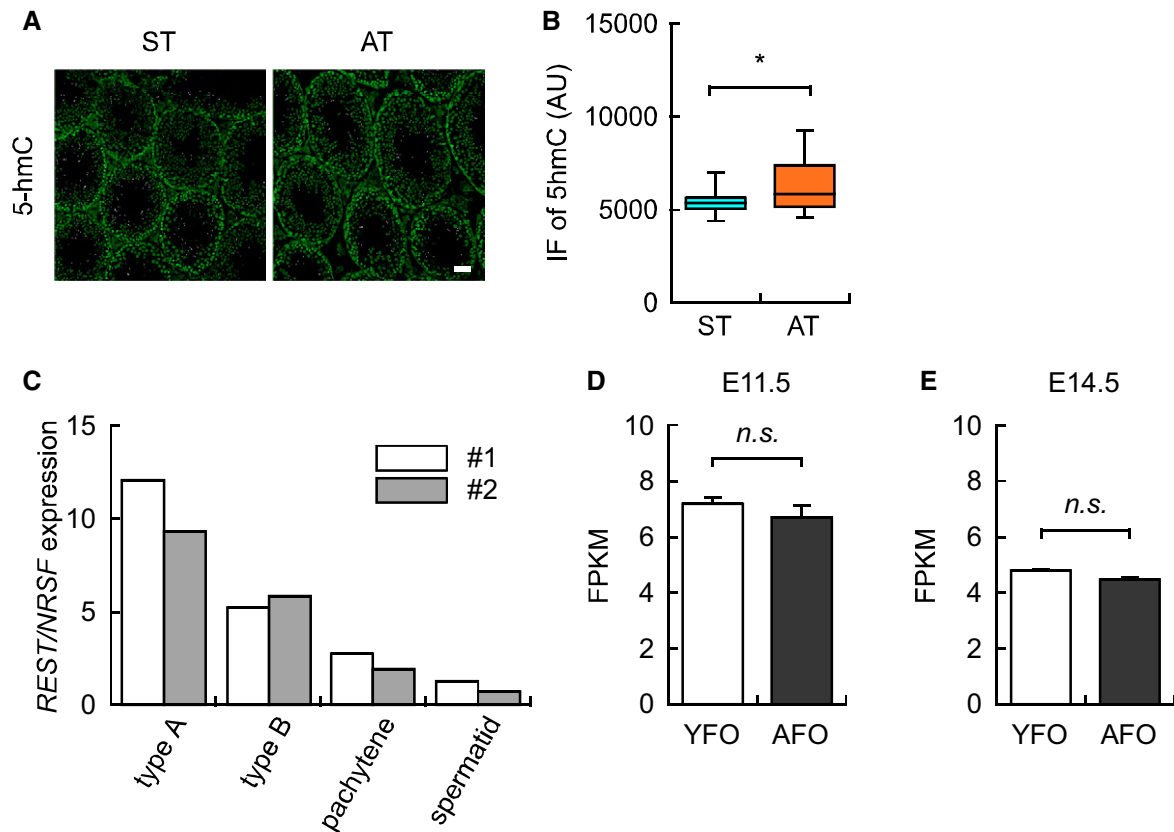 A
ST
AT
5-hmC
B
IF of 5hmC (AU)
15000
10000
5000
0
*
ST
AT
C
REST/NRSF expression
15
10
5
0
#1
#2
type A
type B
pachytene
spermatid
D
E11.5
FPKM
10
8
6
4
2
0
n.s.
YFO
AFO
E
E14.5
FPKM
10
8
6
4
2
0
n.s.
YFO
AFO